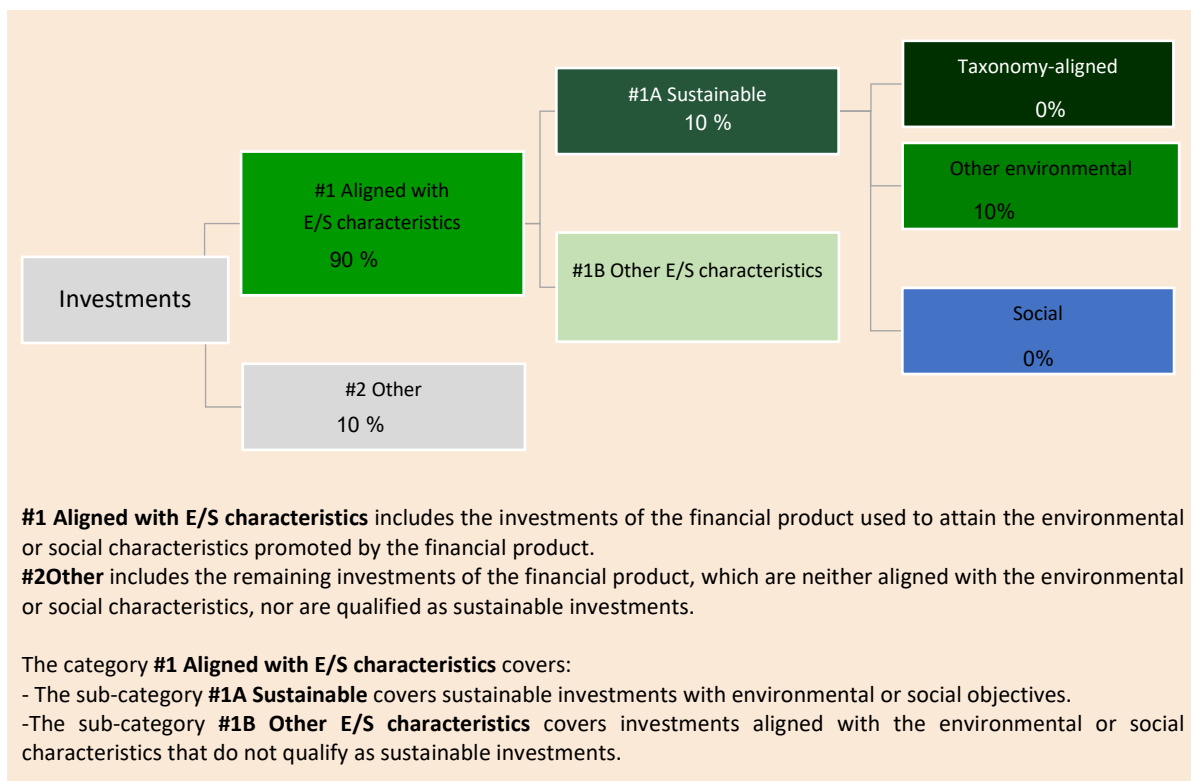 Investments
#1 Aligned with
E/S characteristics
90 %
#2 Other
10 %
#1A Sustainable
10 %
#1B Other E/S characteristics
Taxonomy-aligned
0%
Other environmental
10%
Social
0%
#1 Aligned with E/S characteristics includes the investments of the financial product used to attain the environmental
or social characteristics promoted by the financial product.
#2Other includes the remaining investments of the financial product, which are neither aligned with the environmental
or social characteristics, nor are qualified as sustainable investments.
The category #1 Aligned with E/S characteristics covers:
- The sub-category #1A Sustainable covers sustainable investments with environmental or social objectives.
-The sub-category #1B Other E/S characteristics covers investments aligned with the environmental or social
characteristics that do not qualify as sustainable investments.